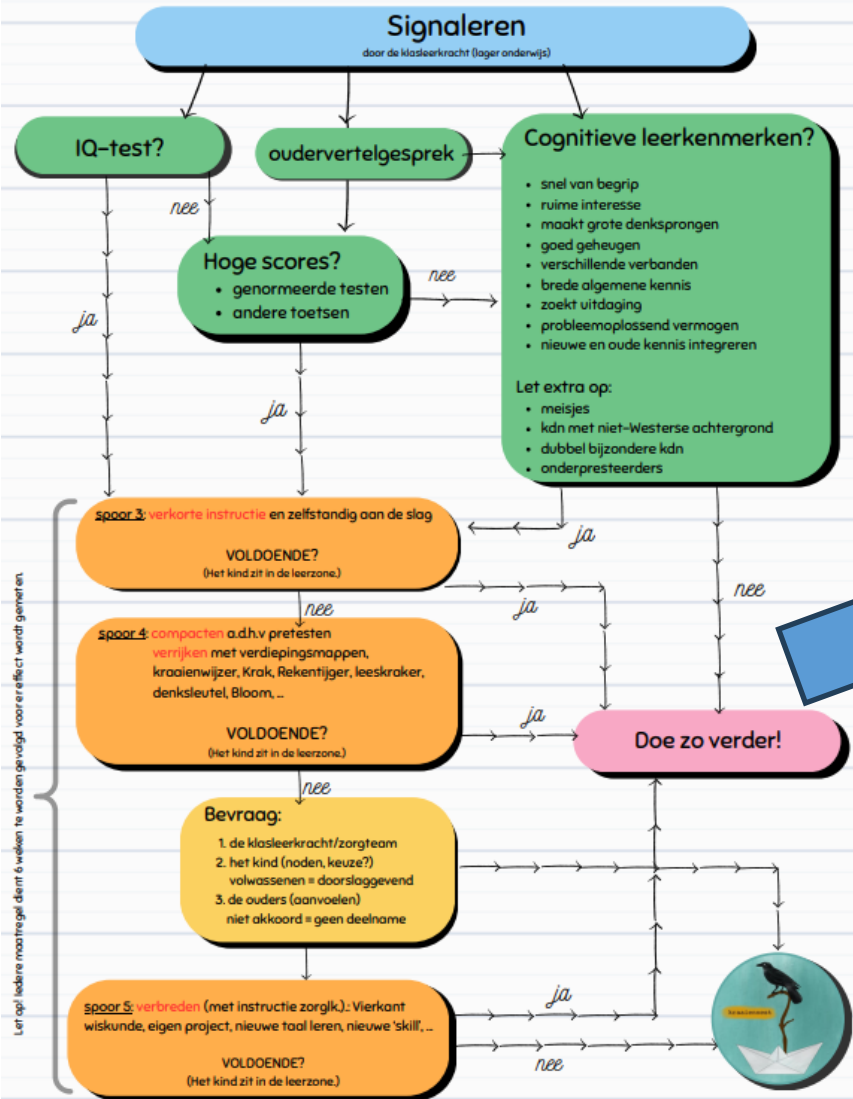 Signaleren
door de klasleerkracht (lager onderwijs)
IQ-test?
oudervertelgesprek
Cognitieve leerkenmerken?
• snel van begrip
• ruime interesse
• maakt grote denksprongen
• goed geheugen
• verschillende verbanden
• brede algemene kennis
• zoekt uitdaging
• probleemoplossend vermogen
• nieuwe en oude kennis integreren
Let extra op:
• meisjes
• kdn met niet-Westerse achtergrond
• dubbel bijzondere kdn
• onderpresteerders
nee
Hoge scores?
• genormeerde testen
• andere toetsen
nee
ja
ja
spoor 3: verkorte instructie en zelfstandig aan de slag
VOLDOENDE?
(Het kind zit in de leerzone.)
ja
nee
ja
nee
spoor 4: compacten a.d.h.v pretesten
verrijken met verdiepingsmappen,
kraaienwijzer, Krak, Rekentijger, leeskraker,
denksleutel, Bloom, ...
VOLDOENDE?
(Het kind zit in de leerzone.)
ja
Doe zo verder!
nee
Bevraag:
1. de klasleerkracht/zorgteam
2. het kind (noden, keuze?)
volwassenen = doorslaggevend
3. de ouders (aanvoelen)
niet akkoord = geen deelname
spoor 5: verbreden (met instructie zorglk.).: Vierkant
wiskunde, eigen project, nieuwe taal leren, nieuwe 'skill', ...
VOLDOENDE?
(Het kind zit in de leerzone.)
ja
nee
Let op! Iedere maatregel dient 6 weken te worden gevolgd voor er effect wordt gemeten.